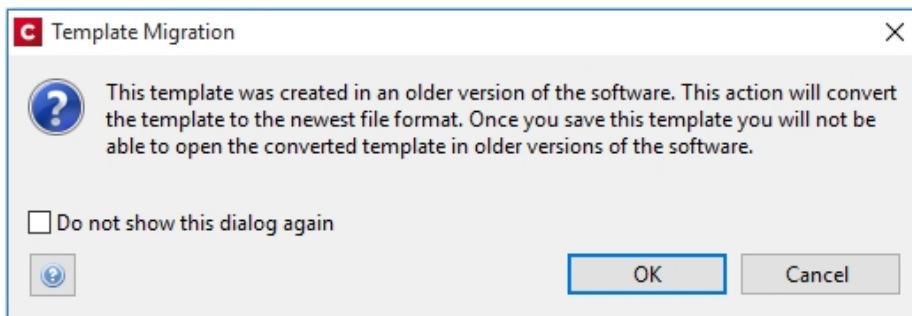 C Template Migration
This template was created in an older version of the software. This action will convert
the template to the newest file format. Once you save this template you will not be
able to open the converted template in older versions of the software.
Do not show this dialog again
OK Cancel